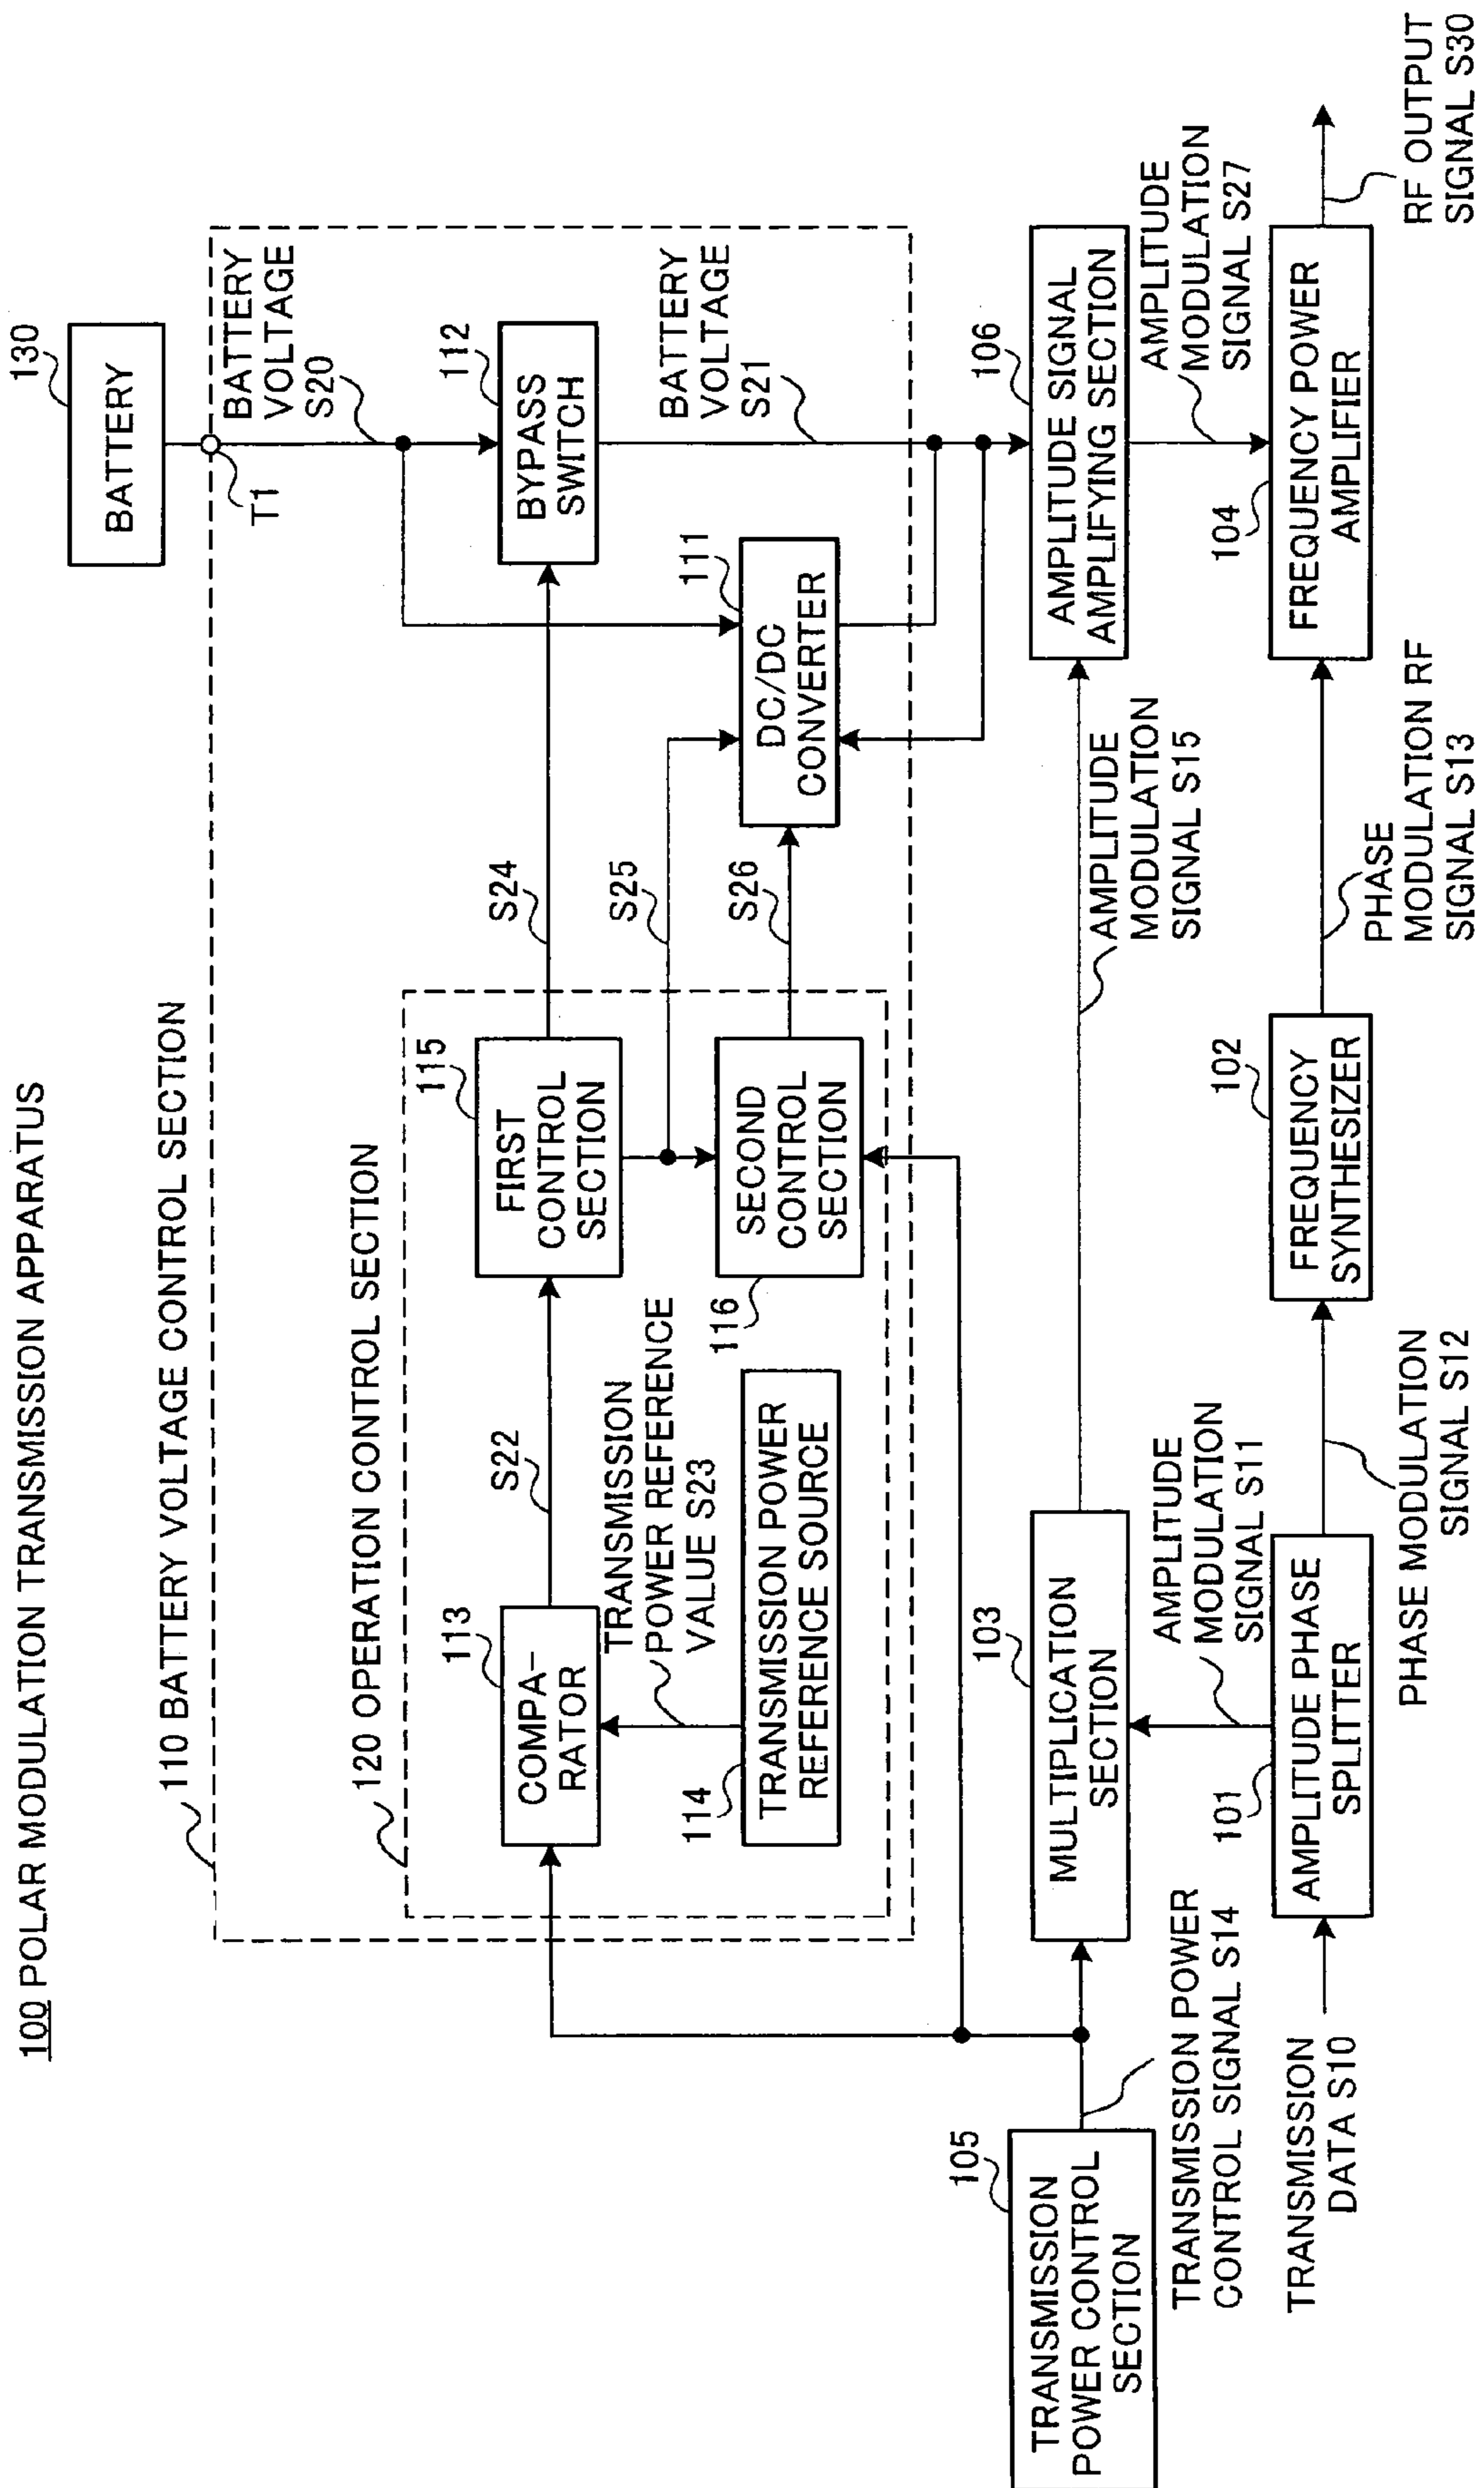 100 POLAR MODULATION TRANSMISSION APPARATUS
110 BATTERY VOLTAGE CONTROL SECTION
120 OPERATION CONTROL SECTION
130
BATTERY
T1
BATTERY
VOLTAGE
S20
112
BYPASS
SWITCH
BATTERY
VOLTAGE
S21
111
DC/DC
CONVERTER
S24
S25
S26
115
FIRST
CONTROL
SECTION
SECOND
CONTROL
SECTION
116
S22
113
COMPA-
RATOR
TRANSMISSION
POWER REFERENCE
VALUE S23
114
TRANSMISSION POWER
REFERENCE SOURCE
105
TRANSMISSION
POWER CONTROL
SECTION
TRANSMISSION POWER
CONTROL SIGNAL S14
103
MULTIPLICATION
SECTION
AMPLITUDE
MODULATION
SIGNAL S15
106
AMPLITUDE SIGNAL
AMPLIFYING SECTION
AMPLITUDE
MODULATION
SIGNAL S27
AMPLITUDE
MODULATION
SIGNAL S11
TRANSMISSION
DATA S10
101
AMPLITUDE PHASE
SPLITTER
PHASE MODULATION
SIGNAL S12
102
FREQUENCY
SYNTHESIZER
PHASE
MODULATION RF
SIGNAL S13
104
FREQUENCY POWER
AMPLIFIER
RF OUTPUT
SIGNAL S30